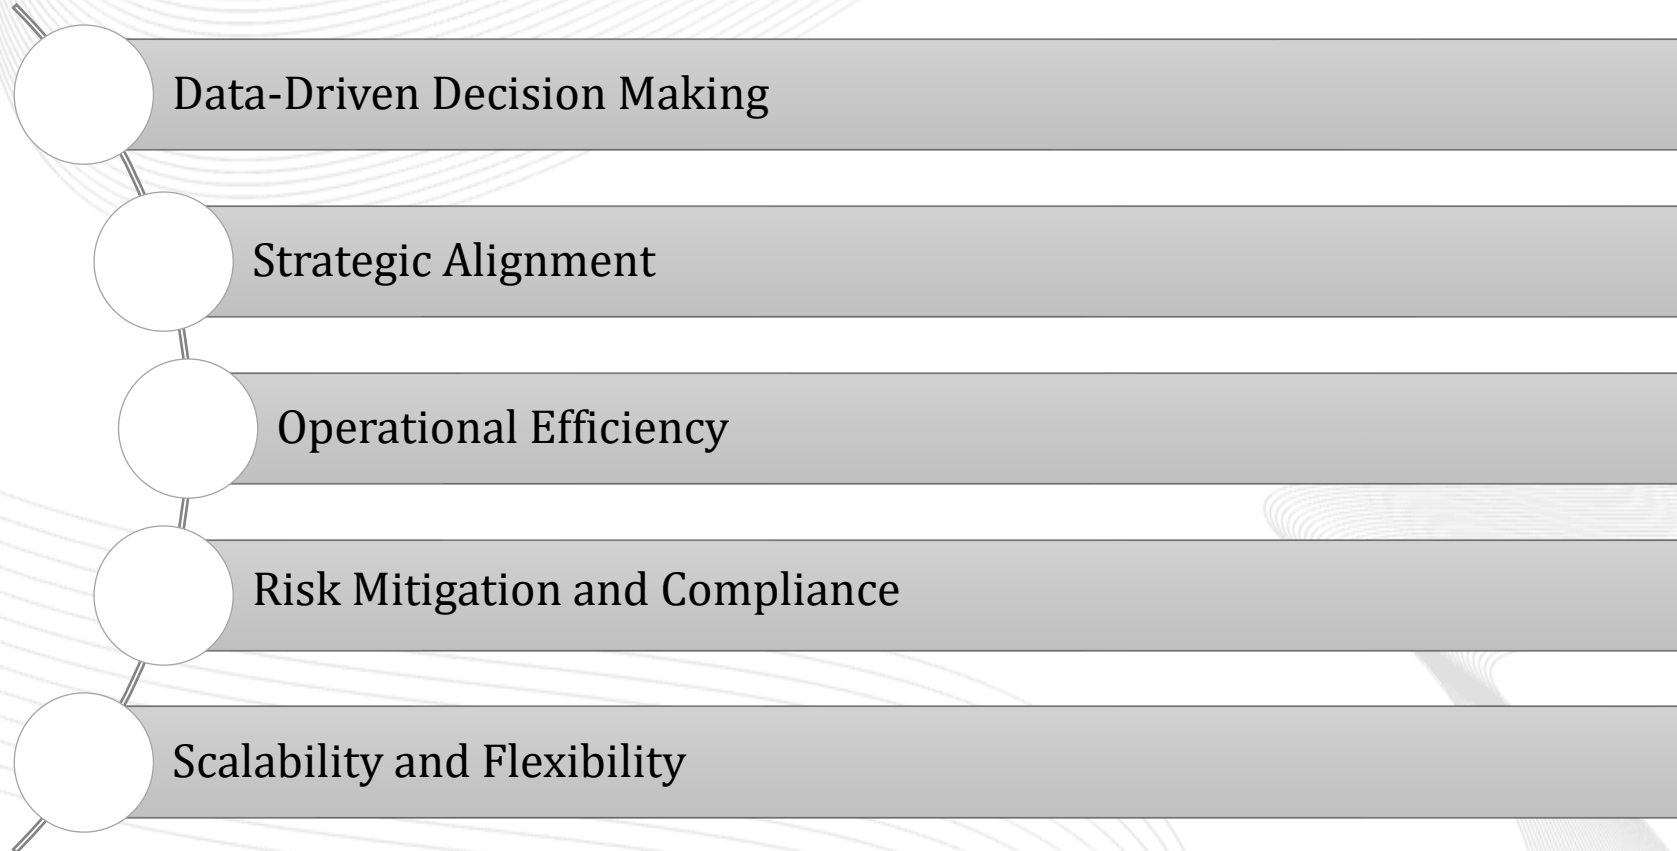 Data-Driven Decision Making
Strategic Alignment
Operational Efficiency
Risk Mitigation and Compliance
Scalability and Flexibility